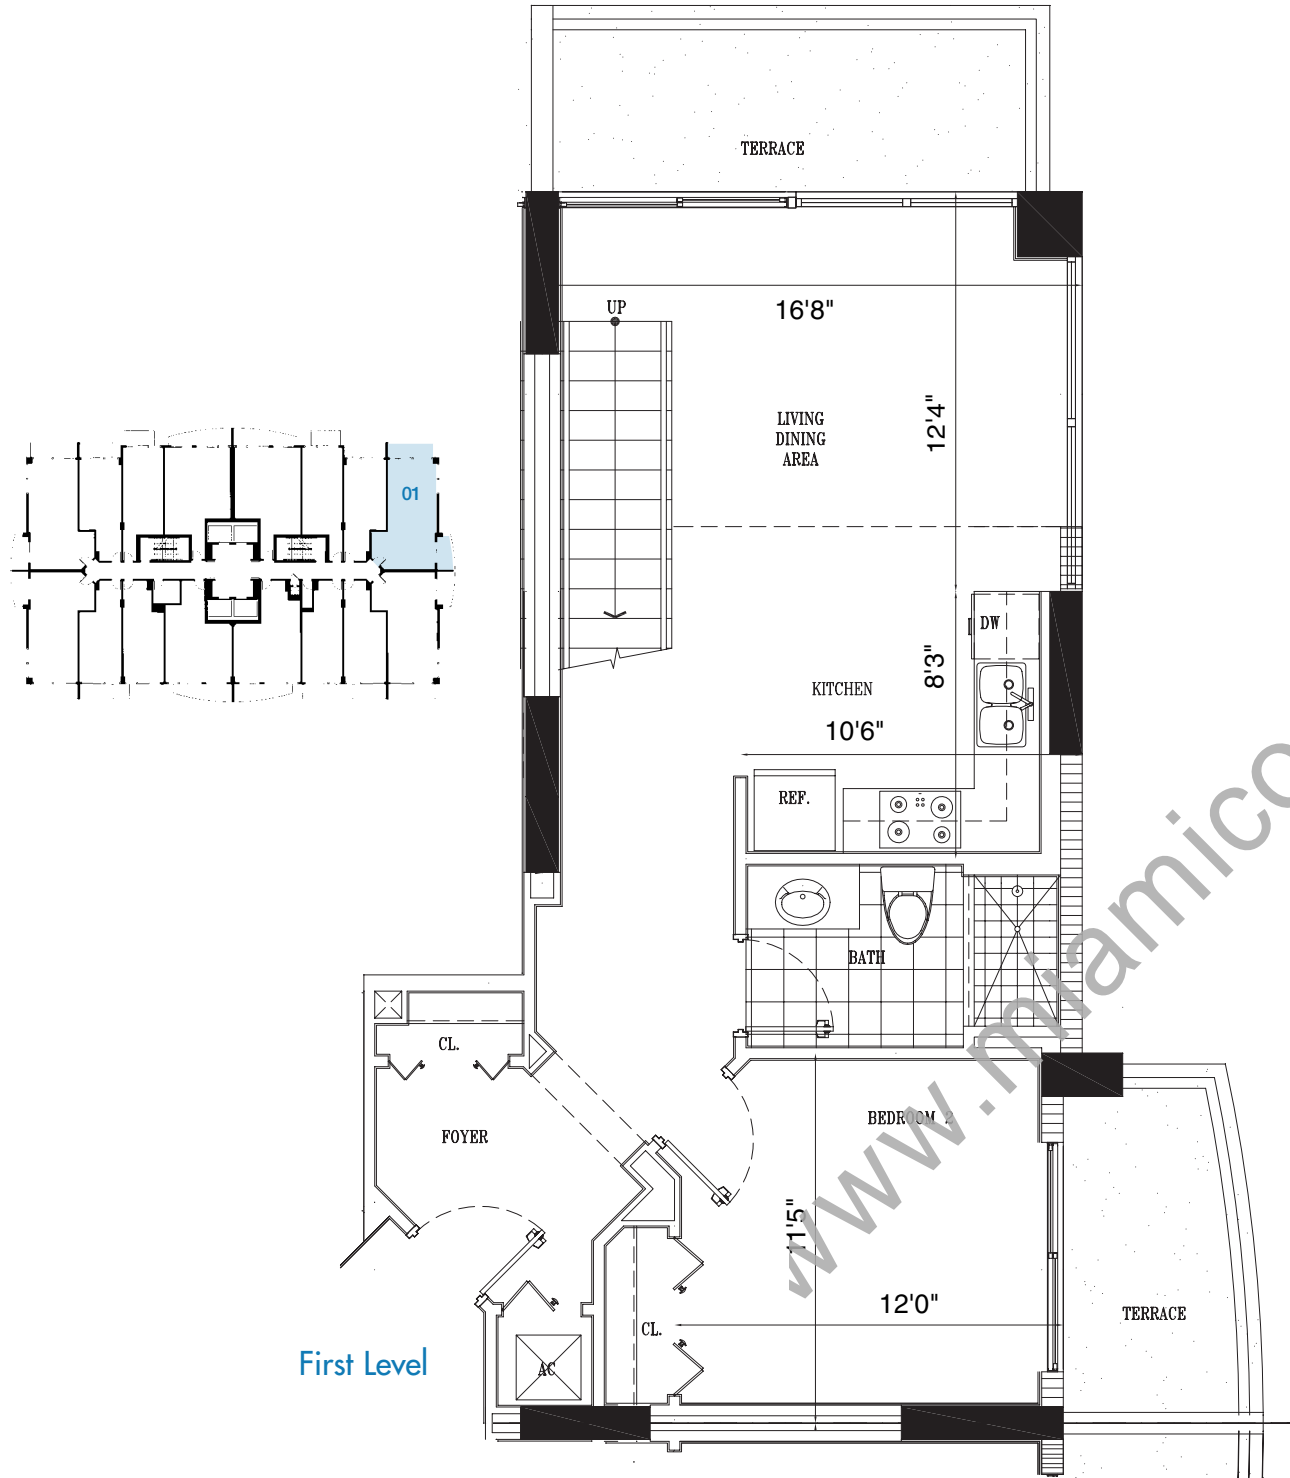 TERRACE
16'8"
UP
LIVING
DINING
AREA
12'4"
01
DW
8'3"
KITCHEN
10'6"
REF.
BATH
CL.
FOYER
BEDROOM 2
11'5"
12'0"
TERRACE
CL.
AC
First Level
www.miamico